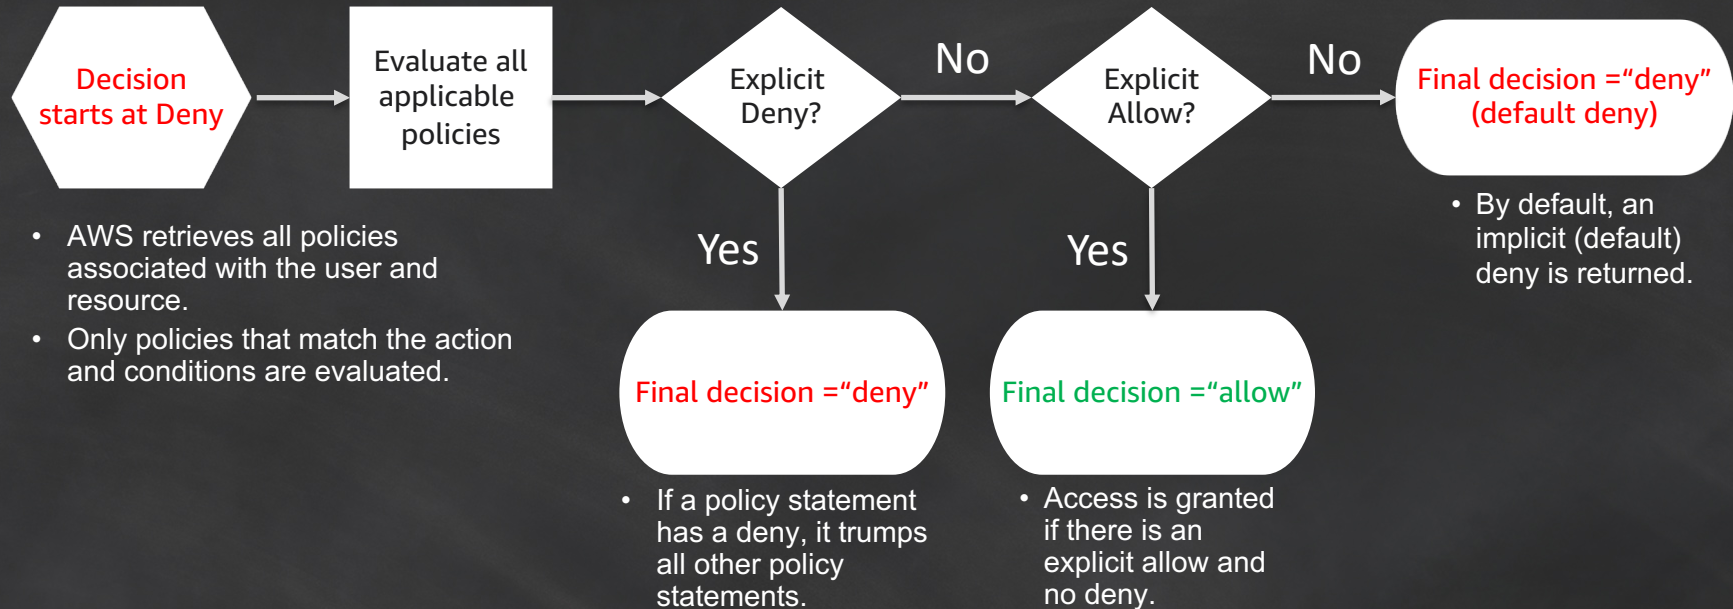 Decision
starts at Deny
Evaluate all
applicable
policies
Explicit
Deny?
No
Explicit
Allow?
No
Final decision =“deny”
(default deny)
• AWS retrieves all policies
associated with the user and
resource.
• Only policies that match the action
and conditions are evaluated.
Yes
Yes
• By default, an
implicit (default)
deny is returned.
Final decision =“deny”
Final decision =“allow”
• If a policy statement
has a deny, it trumps
all other policy
statements.
• Access is granted
if there is an
explicit allow and
no deny.